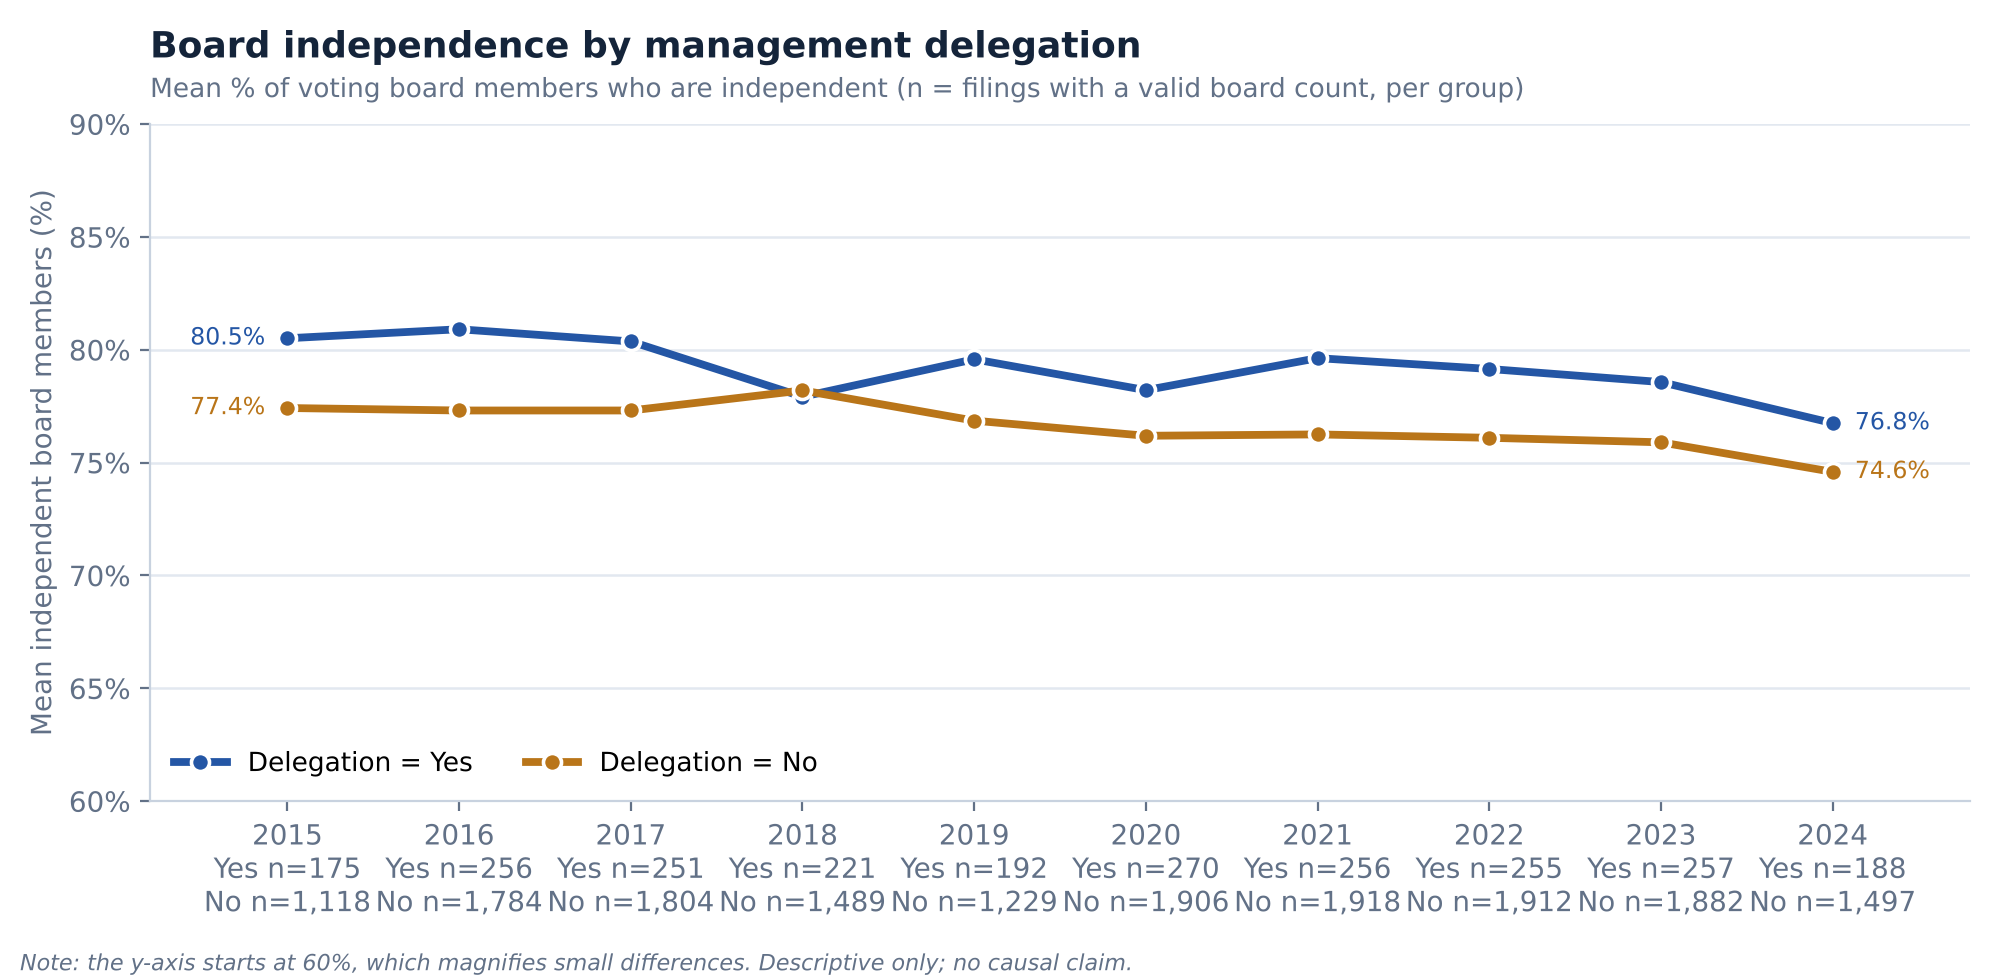 Board independence by management delegation
Mean % of voting board members who are independent (n = filings with a valid board count, per group)
Mean independent board members (%)
90%
85%
80%
75%
70%
65%
60%
80.5%
77.4%
76.8%
74.6%
Delegation = Yes
Delegation = No
2015 2016 2017 2018 2019 2020 2021 2022 2023 2024
Yes n=175 Yes n=256 Yes n=251 Yes n=221 Yes n=192 Yes n=270 Yes n=256 Yes n=255 Yes n=257 Yes n=188
No n=1,118 No n=1,784 No n=1,804 No n=1,489 No n=1,229 No n=1,906 No n=1,918 No n=1,912 No n=1,882 No n=1,497
Note: the y-axis starts at 60%, which magnifies small differences. Descriptive only; no causal claim.